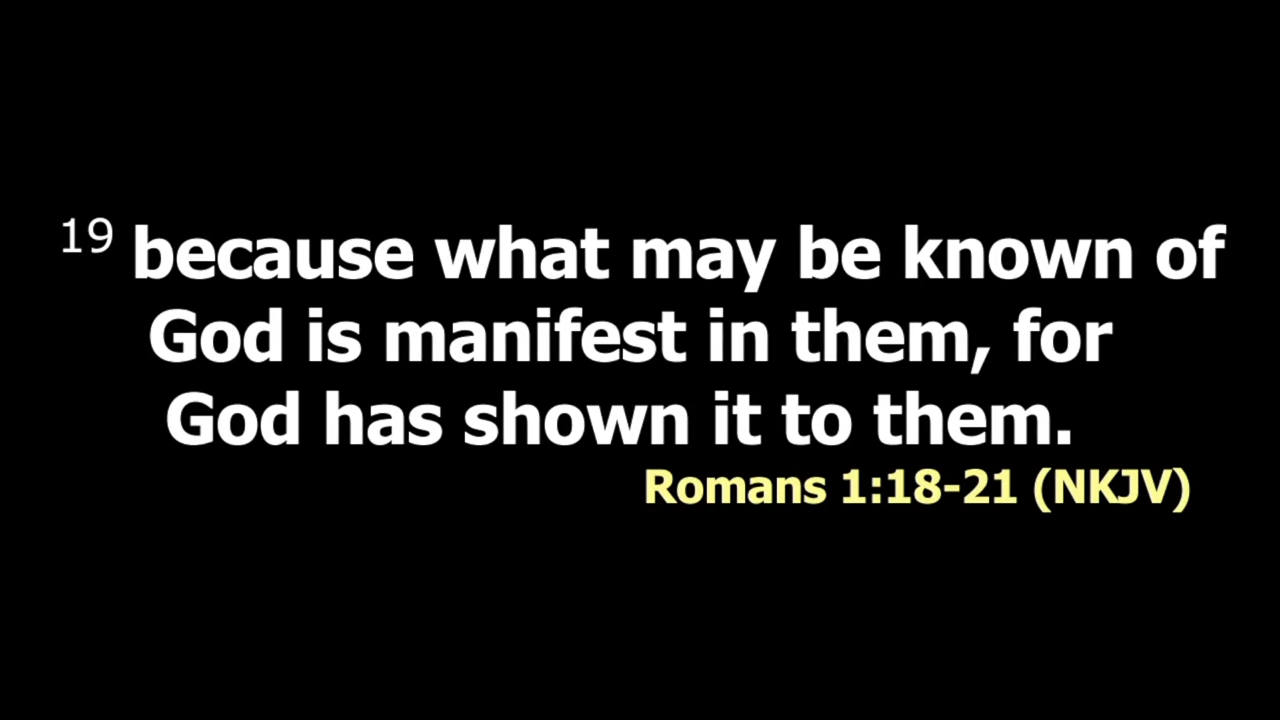 19 because what may be known of
God is manifest in them, for
God has shown it to them.
Romans 1:18-21 (NKJV)